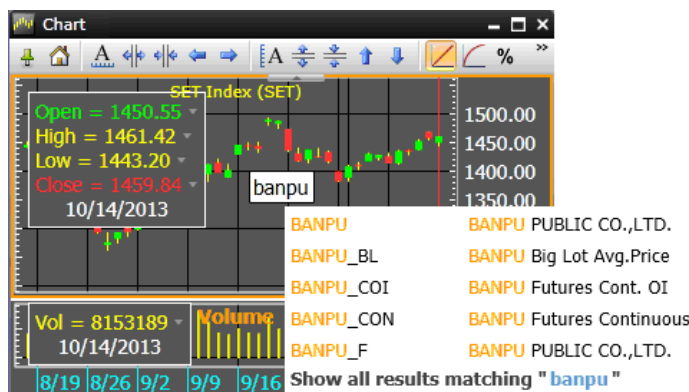 Chart
A A % »
SET Index (SET)
Open = 1450.55
High = 1461.42
Low = 1443.20
Close = 1459.84
10/14/2013
1500.00
1450.00
1400.00
1350.00
banpu
BANPU BANPU PUBLIC CO.,LTD.
BANPU_BL BANPU Big Lot Avg.Price
BANPU_COI BANPU Futures Cont. OI
BANPU_CON BANPU Futures Continuous
BANPU_F BANPU PUBLIC CO.,LTD.
Show all results matching "banpu"
Volume
Vol = 8153189
10/14/2013
8/19 8/26 9/2 9/9 9/16